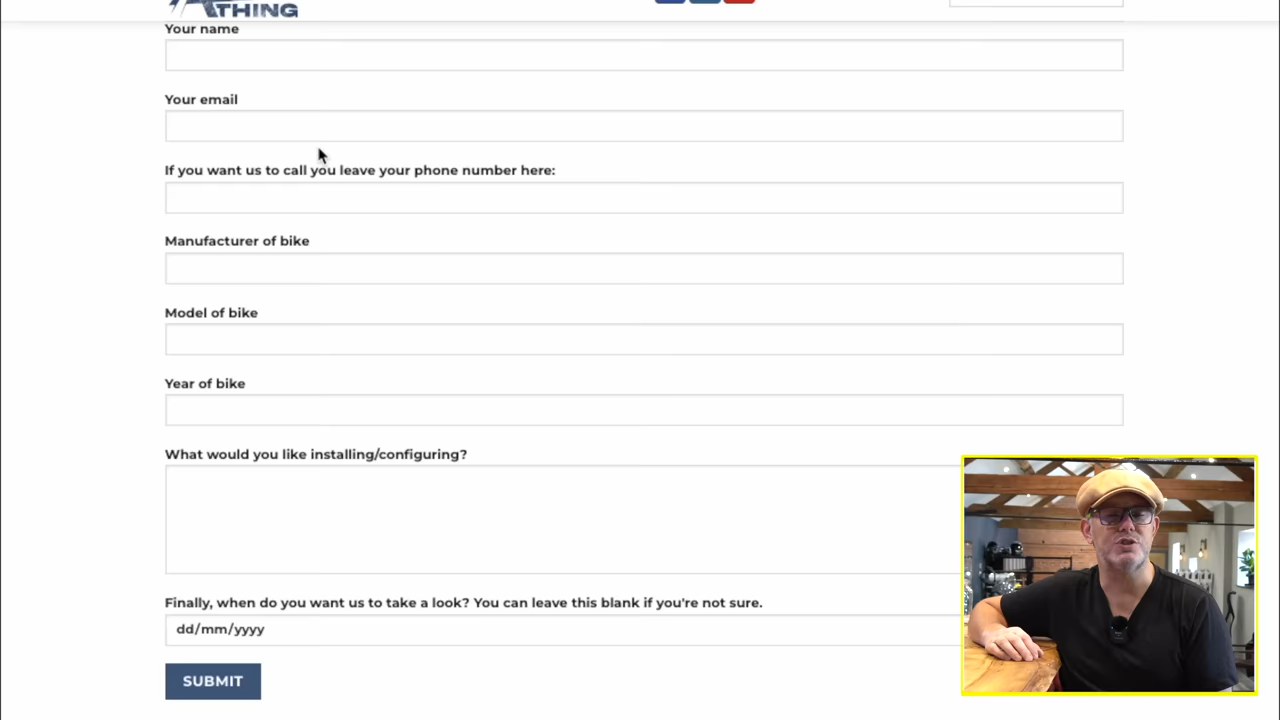 THING
Your name
Your email
If you want us to call you leave your phone number here:
Manufacturer of bike
Model of bike
Year of bike
What would you like installing/configuring?
Finally, when do you want us to take a look? You can leave this blank if you're not sure.
dd/mm/yyyy
SUBMIT